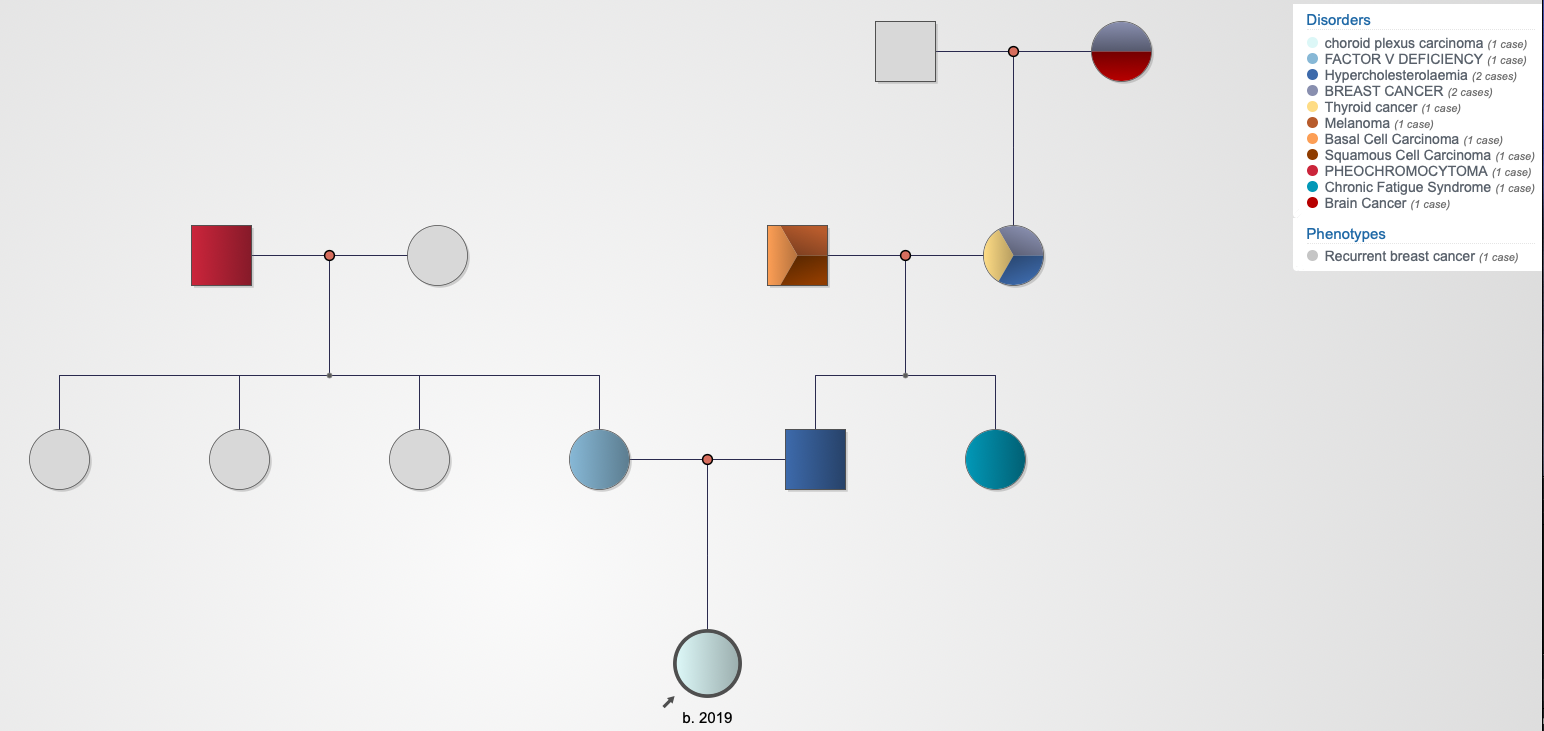 Disorders
choroid plexus carcinoma (1 case)
FACTOR V DEFICIENCY (1 case)
Hypercholesterolaemia (2 cases)
BREAST CANCER (2 cases)
Thyroid cancer (1 case)
Melanoma (1 case)
Basal Cell Carcinoma (1 case)
Squamous Cell Carcinoma (1 case)
PHEOCHROMOCYTOMA (1 case)
Chronic Fatigue Syndrome (1 case)
Brain Cancer (1 case)
Phenotypes
Recurrent breast cancer (1 case)
b. 2019